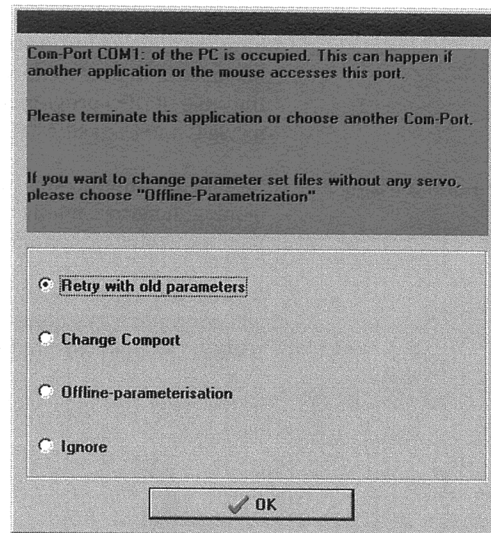 Com-Port COM1: of the PC is occupied. This can happen if
another application or the mouse accesses this port.
Please terminate this application or choose another Com-Port.
If you want to change parameter set files without any servo,
please choose "Offline-Parametrization"
Retry with old parameters
Change Comport
Offline-parameterisation
Ignore
OK